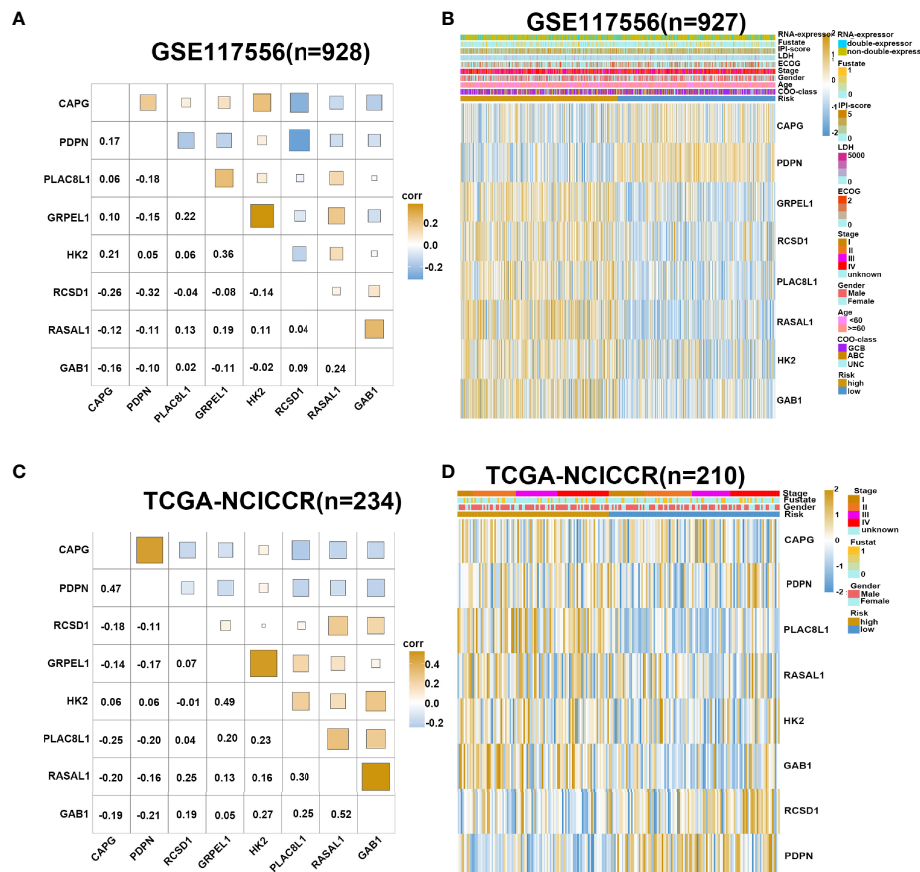 A
GSE117556(n=928)
CAPG
PDPN 0.17
PLAC8L1 0.06 -0.18
GRPEL1 0.10 -0.15 0.22
HK2 0.21 0.05 0.06 0.36
RCSD1 -0.26 -0.32 -0.04 -0.08 -0.14
RASAL1 -0.12 -0.11 0.13 0.19 0.11 0.04
GAB1 -0.16 -0.10 0.02 -0.11 -0.02 0.09 0.24
CAPG PDPN PLAC8L1 GRPEL1 HK2 RCSD1 RASAL1 GAB1
corr
0.2
0.0
-0.2
B
GSE117556(n=927)
RNA-expressor
Fustate
IPI-score
LDH
ECOG
Stage
Gender
Age
COO-class
Risk
CAPG
PDPN
GRPEL1
RCSD1
PLAC8L1
RASAL1
HK2
GAB1
2
1
0
-1
-2
RNA-expressor
double-expressor
non-double-expressor
Fustate
1
0
IPI-score
5
0
LDH
5000
0
ECOG
2
0
Stage
I
II
III
IV
unknown
Gender
Male
Female
Age
<60
>=60
COO-class
GCB
ABC
UNC
Risk
high
low
C
TCGA-NCICCR(n=234)
CAPG
PDPN 0.47
RCSD1 -0.18 -0.11
GRPEL1 -0.14 -0.17 0.07
HK2 0.06 0.06 -0.01 0.49
PLAC8L1 -0.25 -0.20 0.04 0.20 0.23
RASAL1 -0.20 -0.16 0.25 0.13 0.16 0.30
GAB1 -0.19 -0.21 0.19 0.05 0.27 0.25 0.52
CAPG PDPN RCSD1 GRPEL1 HK2 PLAC8L1 RASAL1 GAB1
corr
0.4
0.2
0.0
-0.2
D
TCGA-NCICCR(n=210)
Stage
Fustate
Gender
Risk
CAPG
PDPN
PLAC8L1
RASAL1
HK2
GAB1
RCSD1
PDPN
2
1
0
-1
-2
Stage
I
II
III
IV
unknown
Fustat
1
0
Gender
Male
Female
Risk
high
low